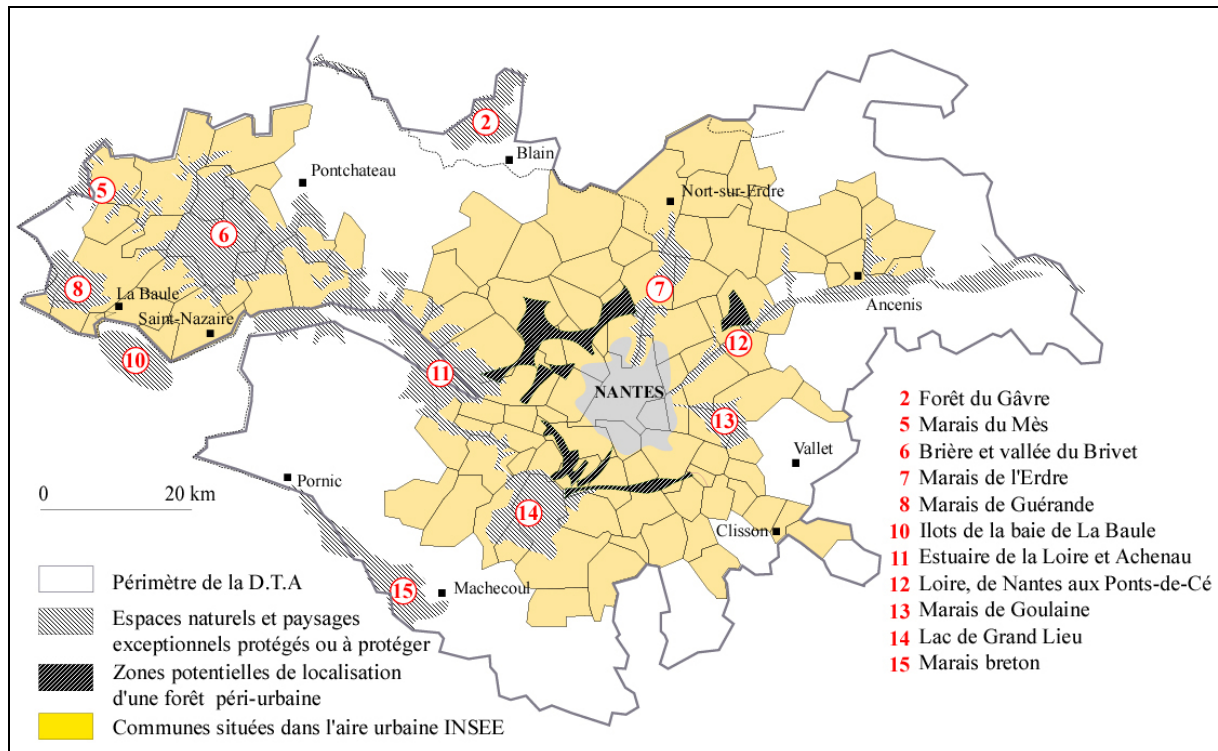 2
Blain
Pontchateau
5
Nort-sur-Erdre
6
8
La Baule
7
Ancenis
Saint-Nazaire
12
10
11
NANTES
13
Vallet
Pornic
0 20 km
14
Clisson
15
Machecoul
2 Forêt du Gâvre
5 Marais du Mès
6 Brière et vallée du Brivet
7 Marais de l'Erdre
8 Marais de Guérande
10 Ilots de la baie de La Baule
11 Estuaire de la Loire et Achenau
12 Loire, de Nantes aux Ponts-de-Cé
13 Marais de Goulaine
14 Lac de Grand Lieu
15 Marais breton
Périmètre de la D.T.A
Espaces naturels et paysages
exceptionnels protégés ou à protéger
Zones potentielles de localisation
d'une forêt péri-urbaine
Communes situées dans l'aire urbaine INSEE